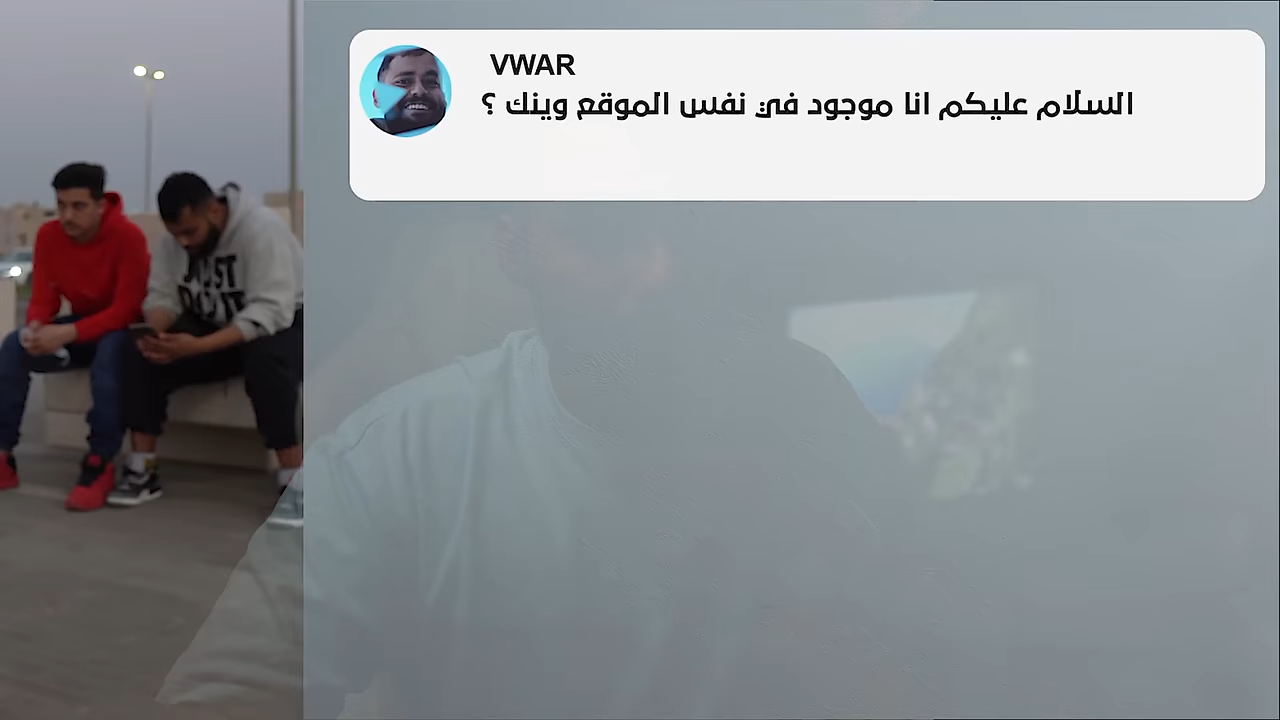 VWAR
السلام عليكم انا موجود في نفس الموقع وينك ؟